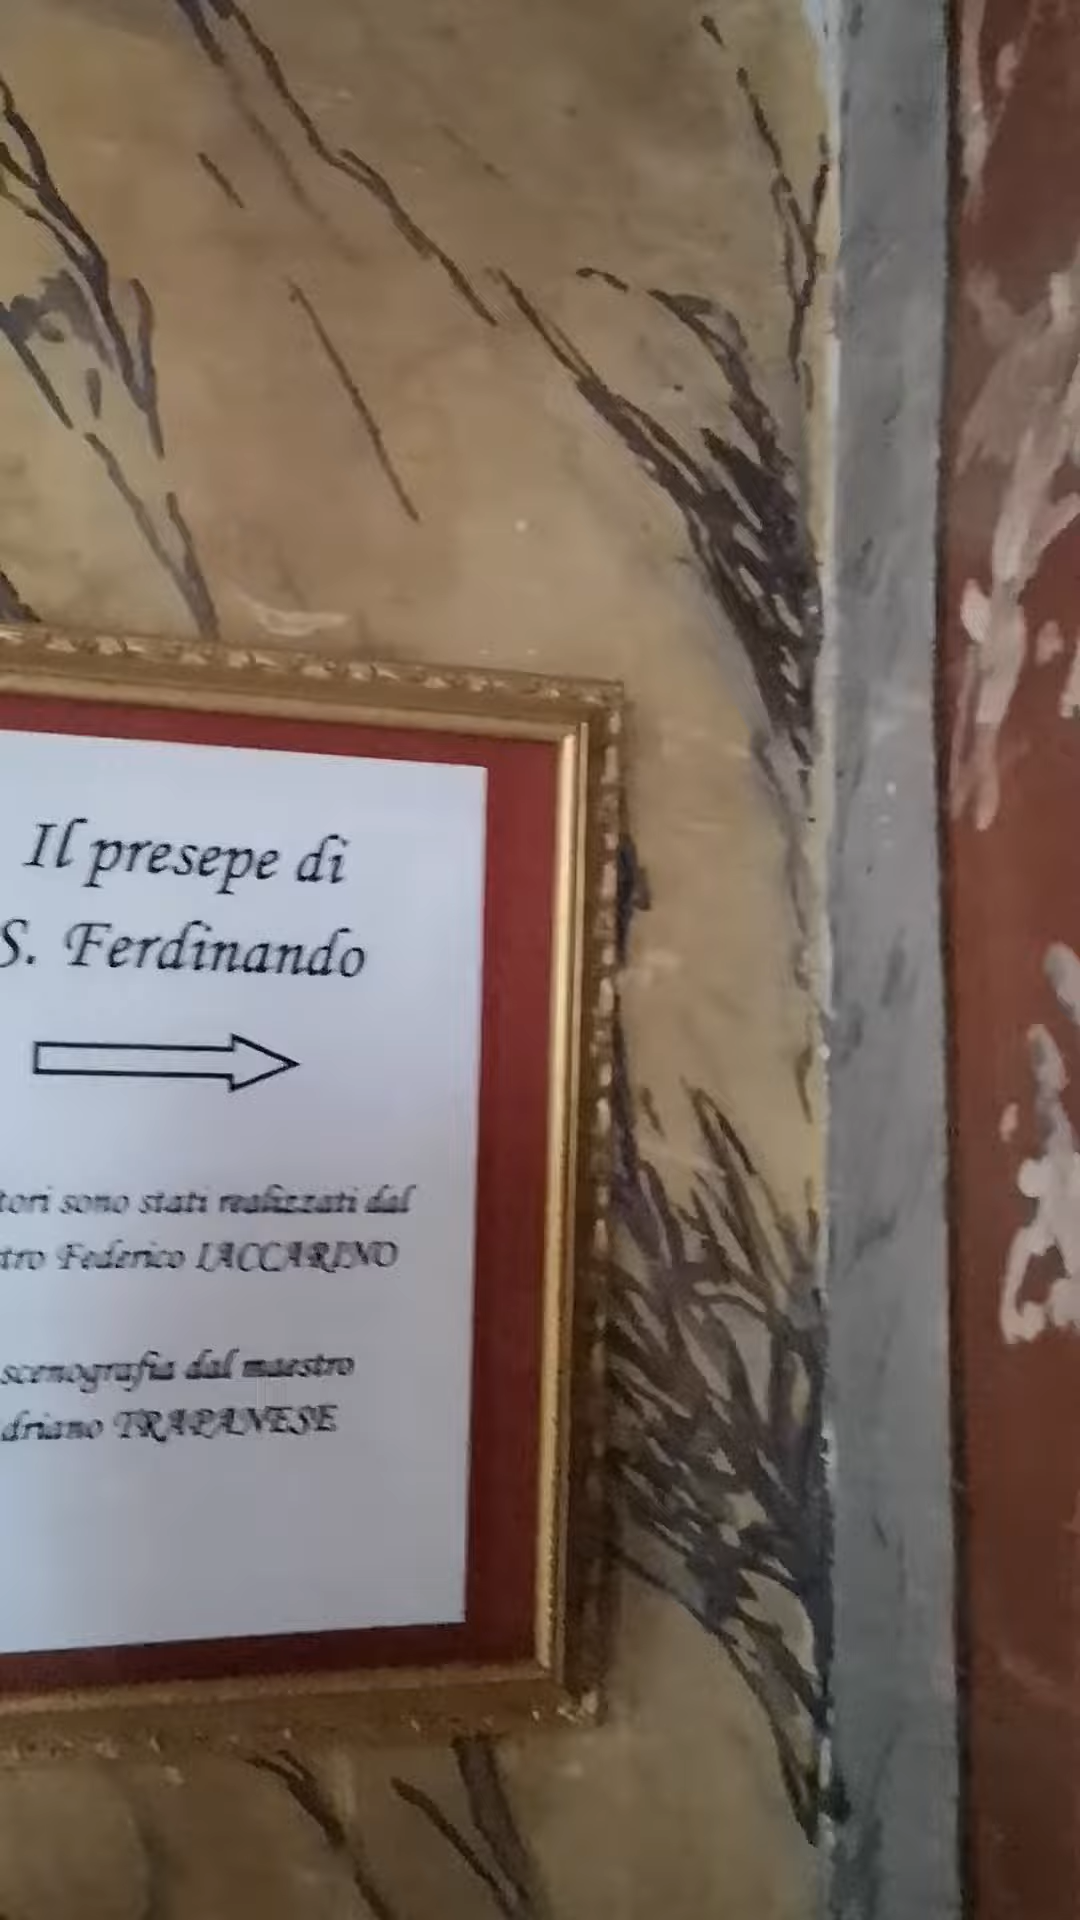 Il presepe di
S. Ferdinando
tori sono stati realizzati dal
tro Federico IACCARINO
scenografia dal maestro
driano TRAPANESE